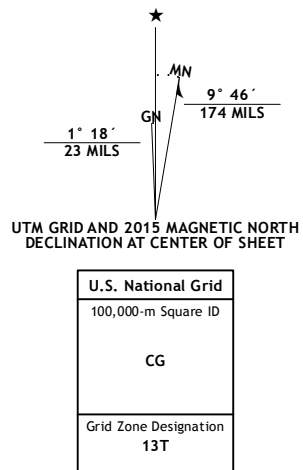 ★
MN
GN
9° 46´
174 MILS
1° 18´
23 MILS
UTM GRID AND 2015 MAGNETIC NORTH
DECLINATION AT CENTER OF SHEET
U.S. National Grid
100,000-m Square ID
CG
Grid Zone Designation
13T